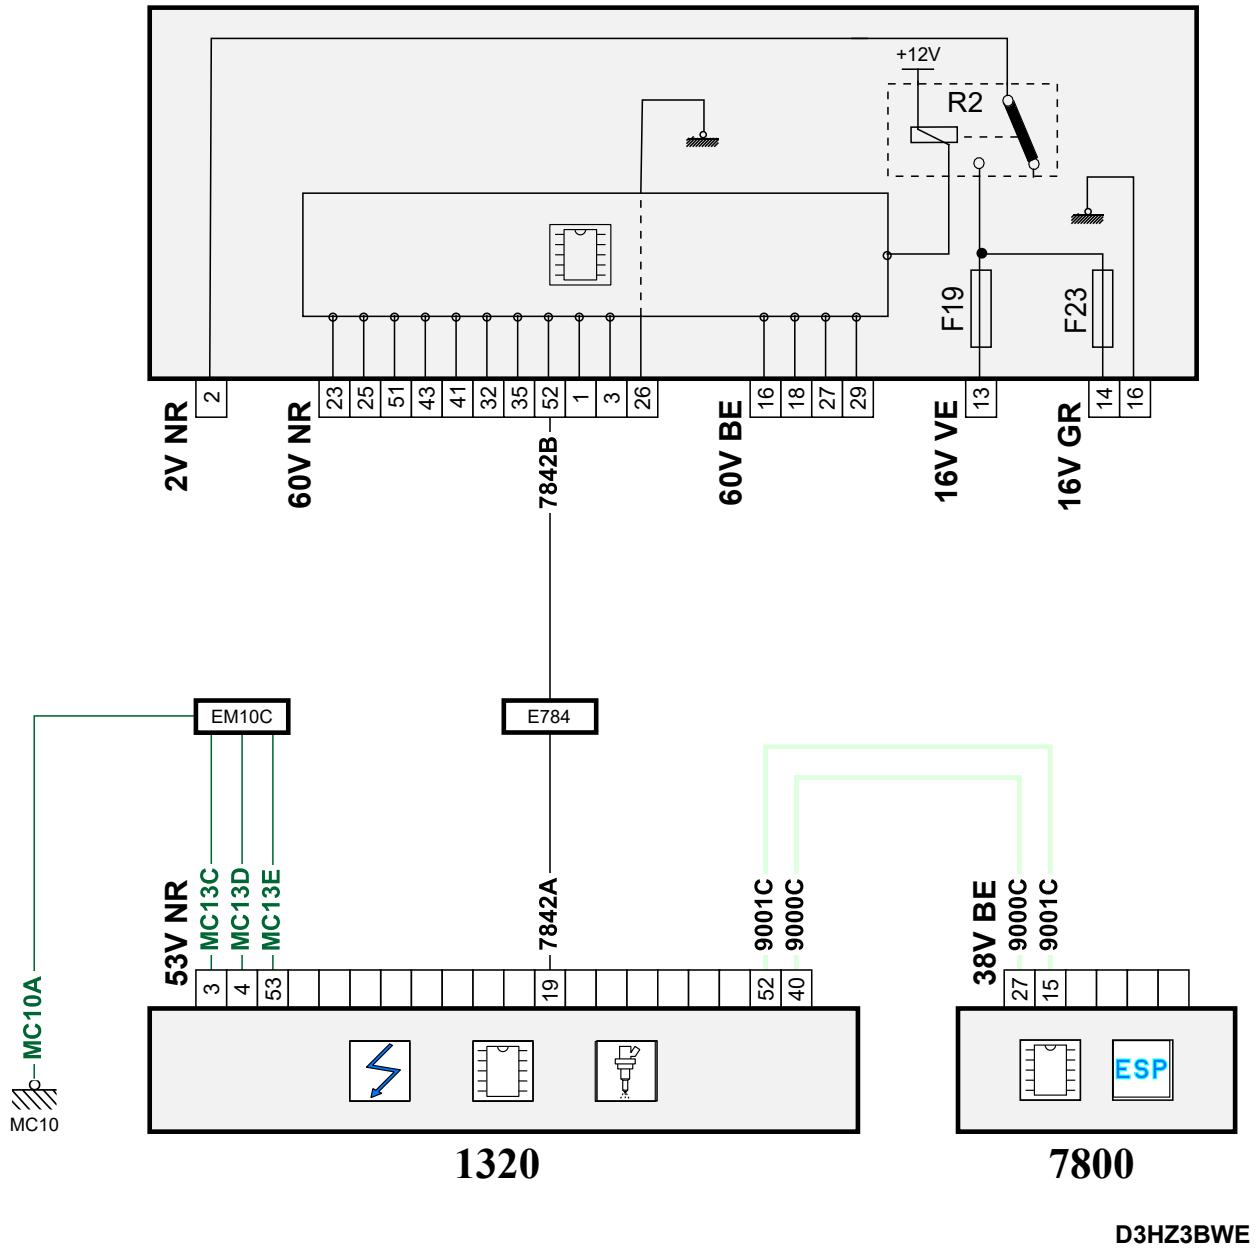 +12V
R2
F19
F23
2
23
25
51
43
41
32
35
52
1
3
26
16
18
27
29
13
14
16
2V NR
60V NR
60V BE
16V VE
16V GR
7842B
EM10C
E784
53V NR
MC13C
MC13D
MC13E
7842A
9001C
9000C
38V BE
9000C
9001C
MC10A
3
4
53
19
52
40
27
15
ESP
MC10
1320
7800
D3HZ3BWE